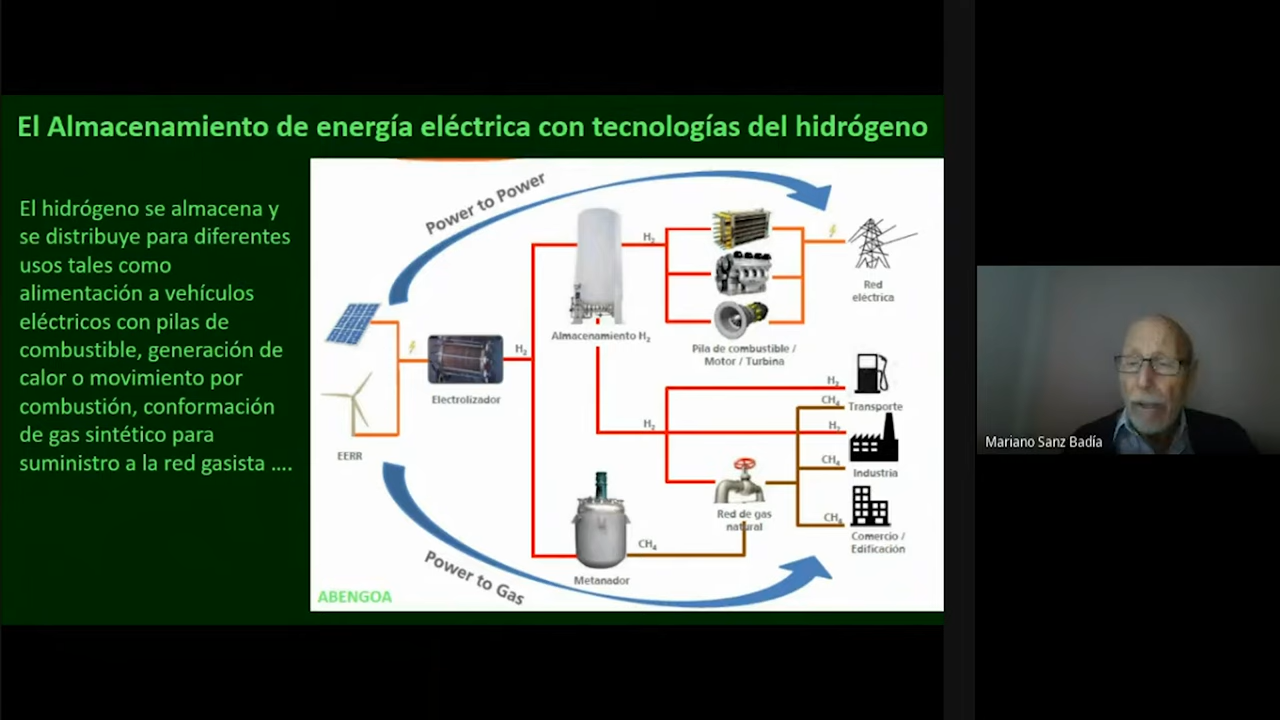 El Almacenamiento de energía eléctrica con tecnologías del hidrógeno
El hidrógeno se almacena y
se distribuye para diferentes
usos tales como
alimentación a vehículos
eléctricos con pilas de
combustible, generación de
calor o movimiento por
combustión, conformación
de gas sintético para
suministro a la red gasista ....
Power to Power
H₂
Red
eléctrica
Almacenamiento H₂
Pila de combustible /
Motor / Turbina
H₂
Electrolizador
H₂
CH₄
Transporte
H₂
H₂
CH₄
Industria
EERR
Red de gas
natural
CH₄
Comercio /
Edificación
CH₄
Metanador
Power to Gas
ABENGOA
Mariano Sanz Badía